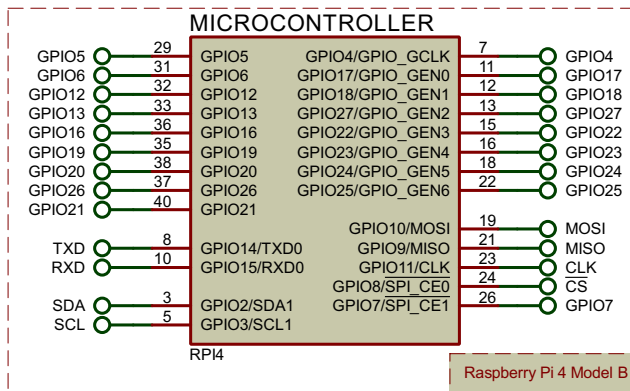 MICROCONTROLLER
GPIO5 29 GPIO5 GPIO4/GPIO_GCLK 7 GPIO4
GPIO6 31 GPIO6 GPIO17/GPIO_GEN0 11 GPIO17
GPIO12 32 GPIO12 GPIO18/GPIO_GEN1 12 GPIO18
GPIO13 33 GPIO13 GPIO27/GPIO_GEN2 13 GPIO27
GPIO16 36 GPIO16 GPIO22/GPIO_GEN3 15 GPIO22
GPIO19 35 GPIO19 GPIO23/GPIO_GEN4 16 GPIO23
GPIO20 38 GPIO20 GPIO24/GPIO_GEN5 18 GPIO24
GPIO26 37 GPIO26 GPIO25/GPIO_GEN6 22 GPIO25
GPIO21 40 GPIO21
GPIO10/MOSI 19 MOSI
TXD 8 GPIO14/TXD0 GPIO9/MISO 21 MISO
RXD 10 GPIO15/RXD0 GPIO11/CLK 23 CLK
GPIO8/SPI_CE0 24 CS
SDA 3 GPIO2/SDA1 GPIO7/SPI_CE1 26 GPIO7
SCL 5 GPIO3/SCL1
RPI4
Raspberry Pi 4 Model B